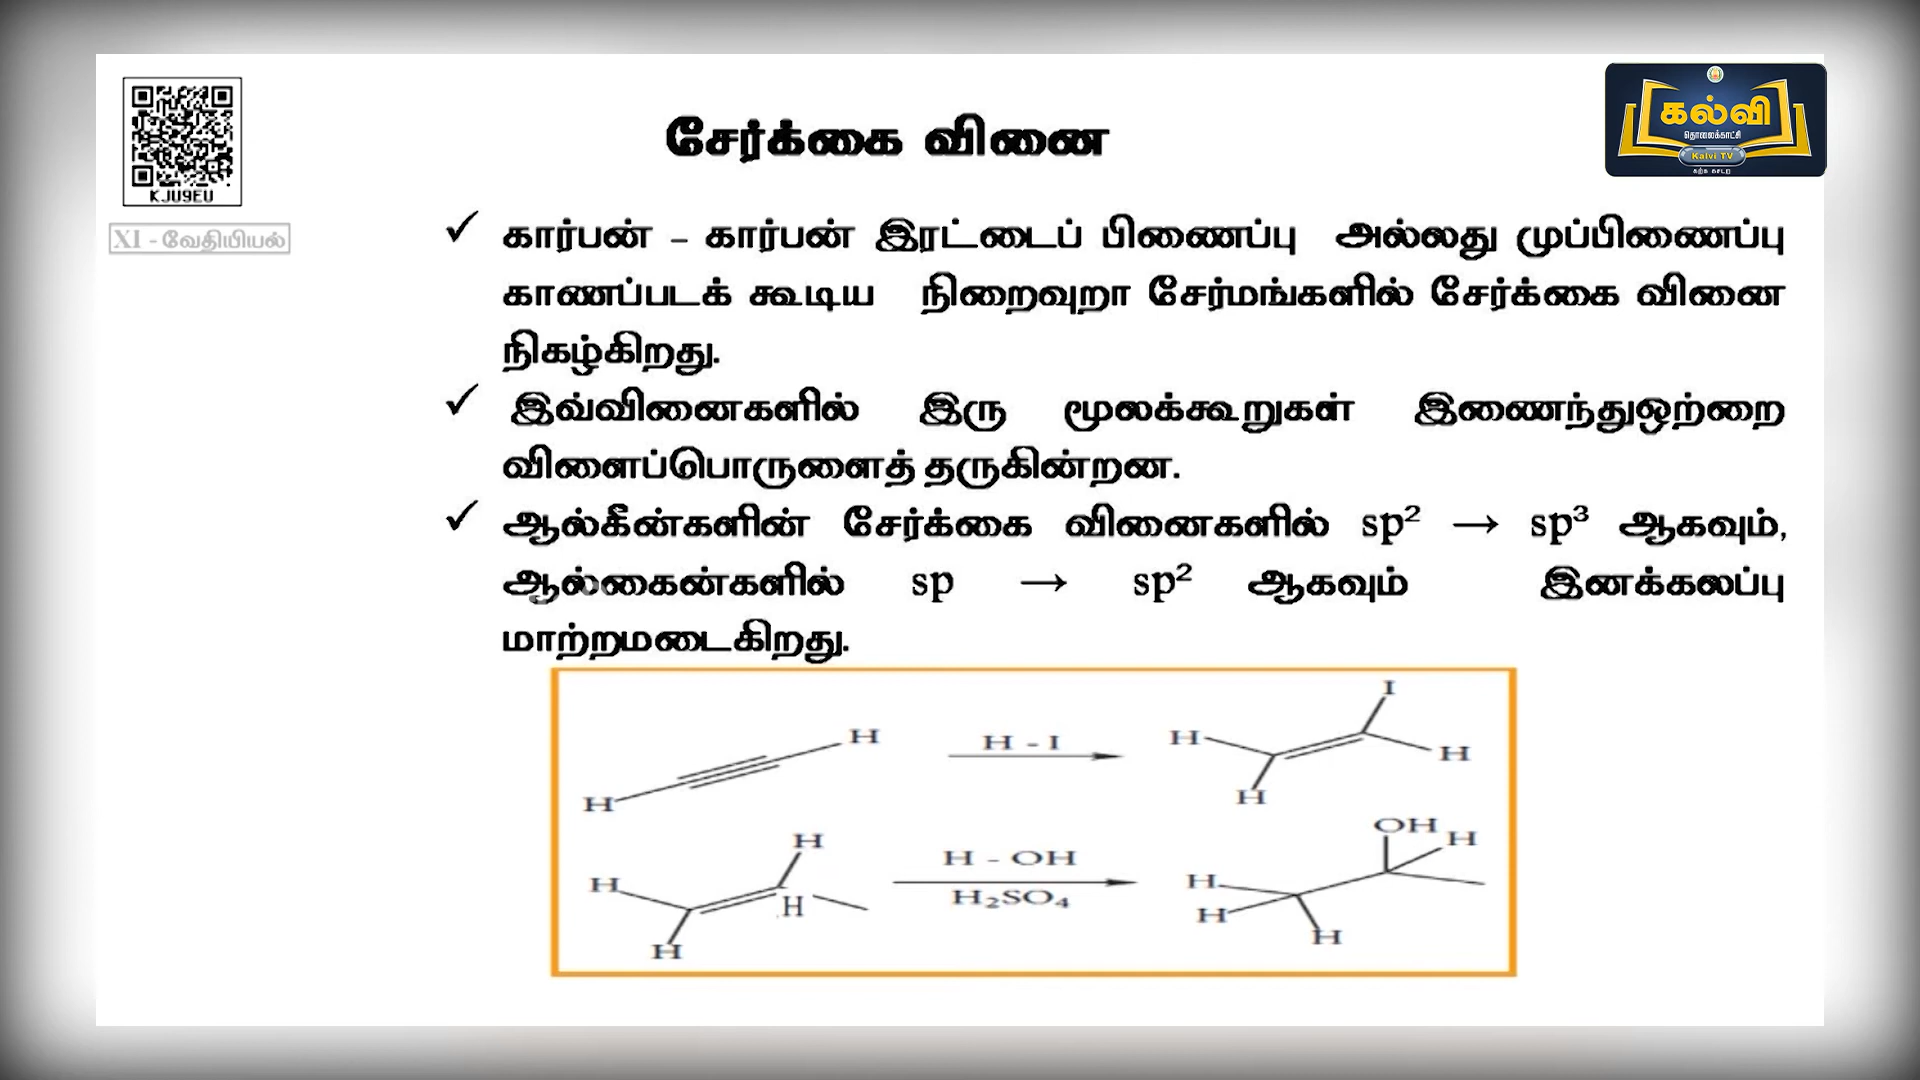 கல்வி
தொலைக்காட்சி
Kalvi TV
கற்க கசடற
KJU9EU
XI - வேதியியல்
சேர்க்கை வினை
✓ கார்பன் – கார்பன் இரட்டைப் பிணைப்பு அல்லது முப்பிணைப்பு
காணப்படக் கூடிய நிறைவுறா சேர்மங்களில் சேர்க்கை வினை
நிகழ்கிறது.
✓ இவ்வினைகளில் இரு மூலக்கூறுகள் இணைந்துஒற்றை
விளைப்பொருளைத் தருகின்றன.
✓ ஆல்கீன்களின் சேர்க்கை வினைகளில் sp² → sp³ ஆகவும்,
ஆல்கைன்களில் sp → sp² ஆகவும் இனக்கலப்பு
மாற்றமடைகிறது.
H H H - I H H I H
H H H H H - OH H₂SO₄ H H H OH H